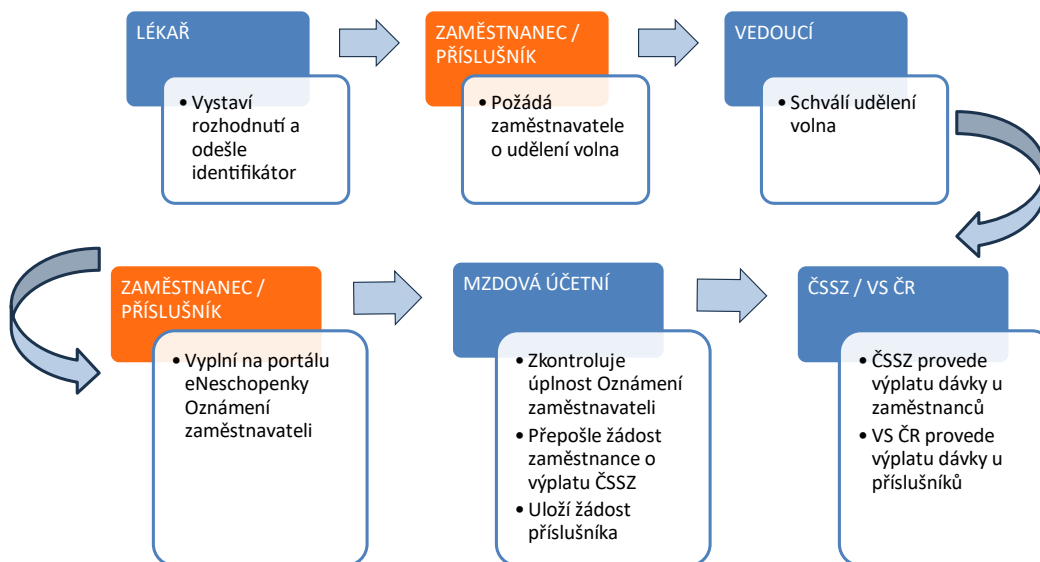 LÉKAŘ
• Vystaví
rozhodnutí a
odešle
identifikátor
ZAMĚSTNANEC /
PŘÍSLUŠNÍK
• Požádá
zaměstnavatele
o udělení volna
VEDOUCÍ
• Schválí udělení
volna
ZAMĚSTNANEC /
PŘÍSLUŠNÍK
• Vyplní na portálu
eNeschopenky
Oznámení
zaměstnavateli
MZDOVÁ ÚČETNÍ
• Zkontroluje
úplnost Oznámení
zaměstnavateli
• Přepošle žádost
zaměstnance o
výplatu ČSSZ
• Uloží žádost
příslušníka
ČSSZ / VS ČR
• ČSSZ provede
výplatu dávky u
zaměstnanců
• VS ČR provede
výplatu dávky u
příslušníků